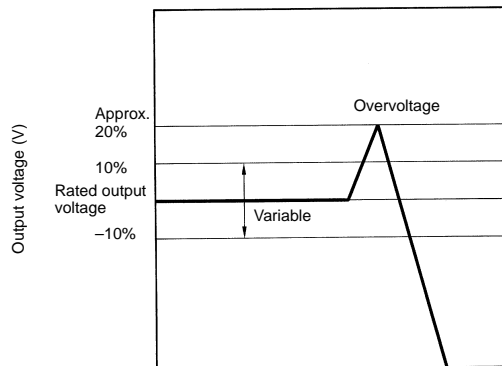 Output voltage (V)
Approx.
20%
10%
Rated output
voltage
–10%
Overvoltage
Variable